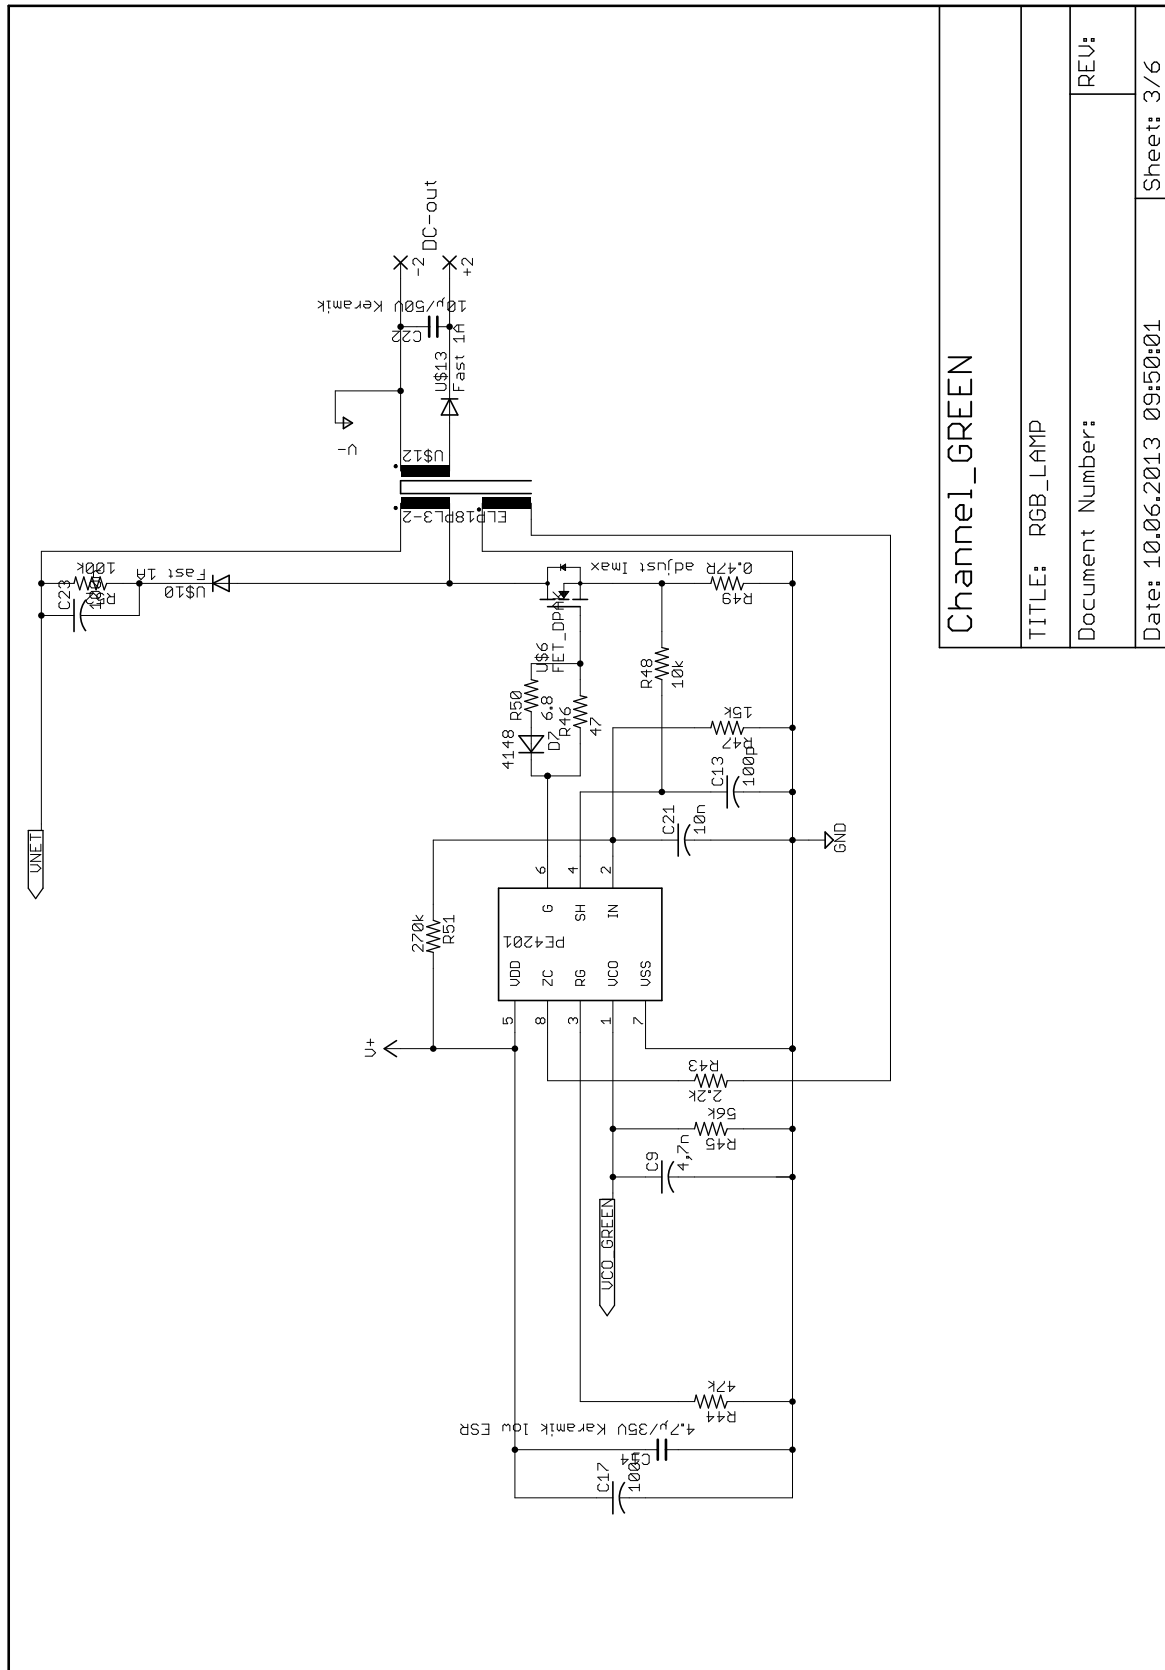 VNET
C23
100k
U$10
Fast 1A
V-
DC-out
-2
+2
C22
10µ/50V Keramik
U$13
Fast 1A
U$12
ELP18PL3-2
U$6
FET_DPAK
0.47R adjust Imax
R49
R50
6.8
4148
D7
R46
47
R48
10k
15k
R47
C13
100p
C21
10n
GND
270k
R51
V+
PE4201
VDD
ZC
RG
VCO
VSS
G
SH
IN
5
8
3
1
7
6
4
2
R43
2.2k
56k
R45
C9
4,7n
VCO_GREEN
47k
R44
4.7µ/35V Karamik low ESR
C17
100n
Channel_GREEN
TITLE: RGB_LAMP
Document Number:
REV:
Date: 10.06.2013 09:50:01
Sheet: 3/6